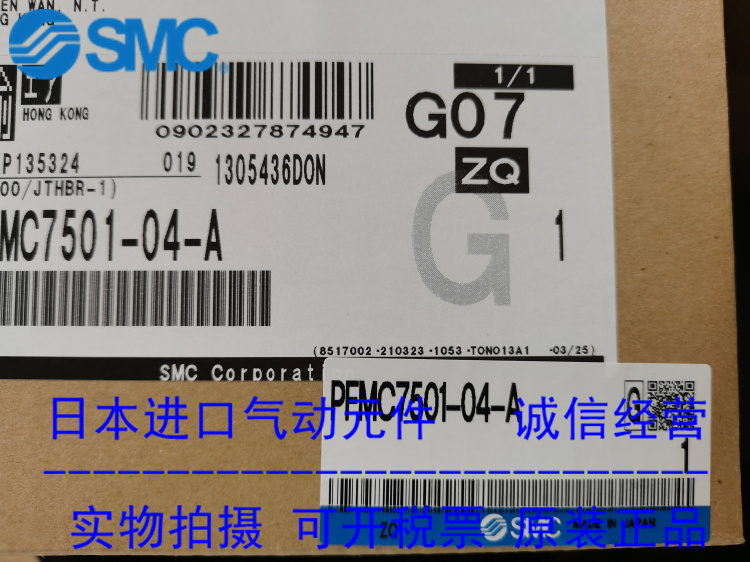 EN WAN, N.T.
SMC
HONG KONG
1/1
0902327874947
G07
P135324
019
1305436DON
ZQ
00/JTHBR-1)
MC7501-04-A
G
1
(8517002 -210323 -1053 -TONO13A1 -03/25)
SMC Corporat
PFMC7501-04-A
G
日本进口气动元件 诚信经营
1
实物拍摄 可开税票 原装正品
SMC
MADE IN JAPAN